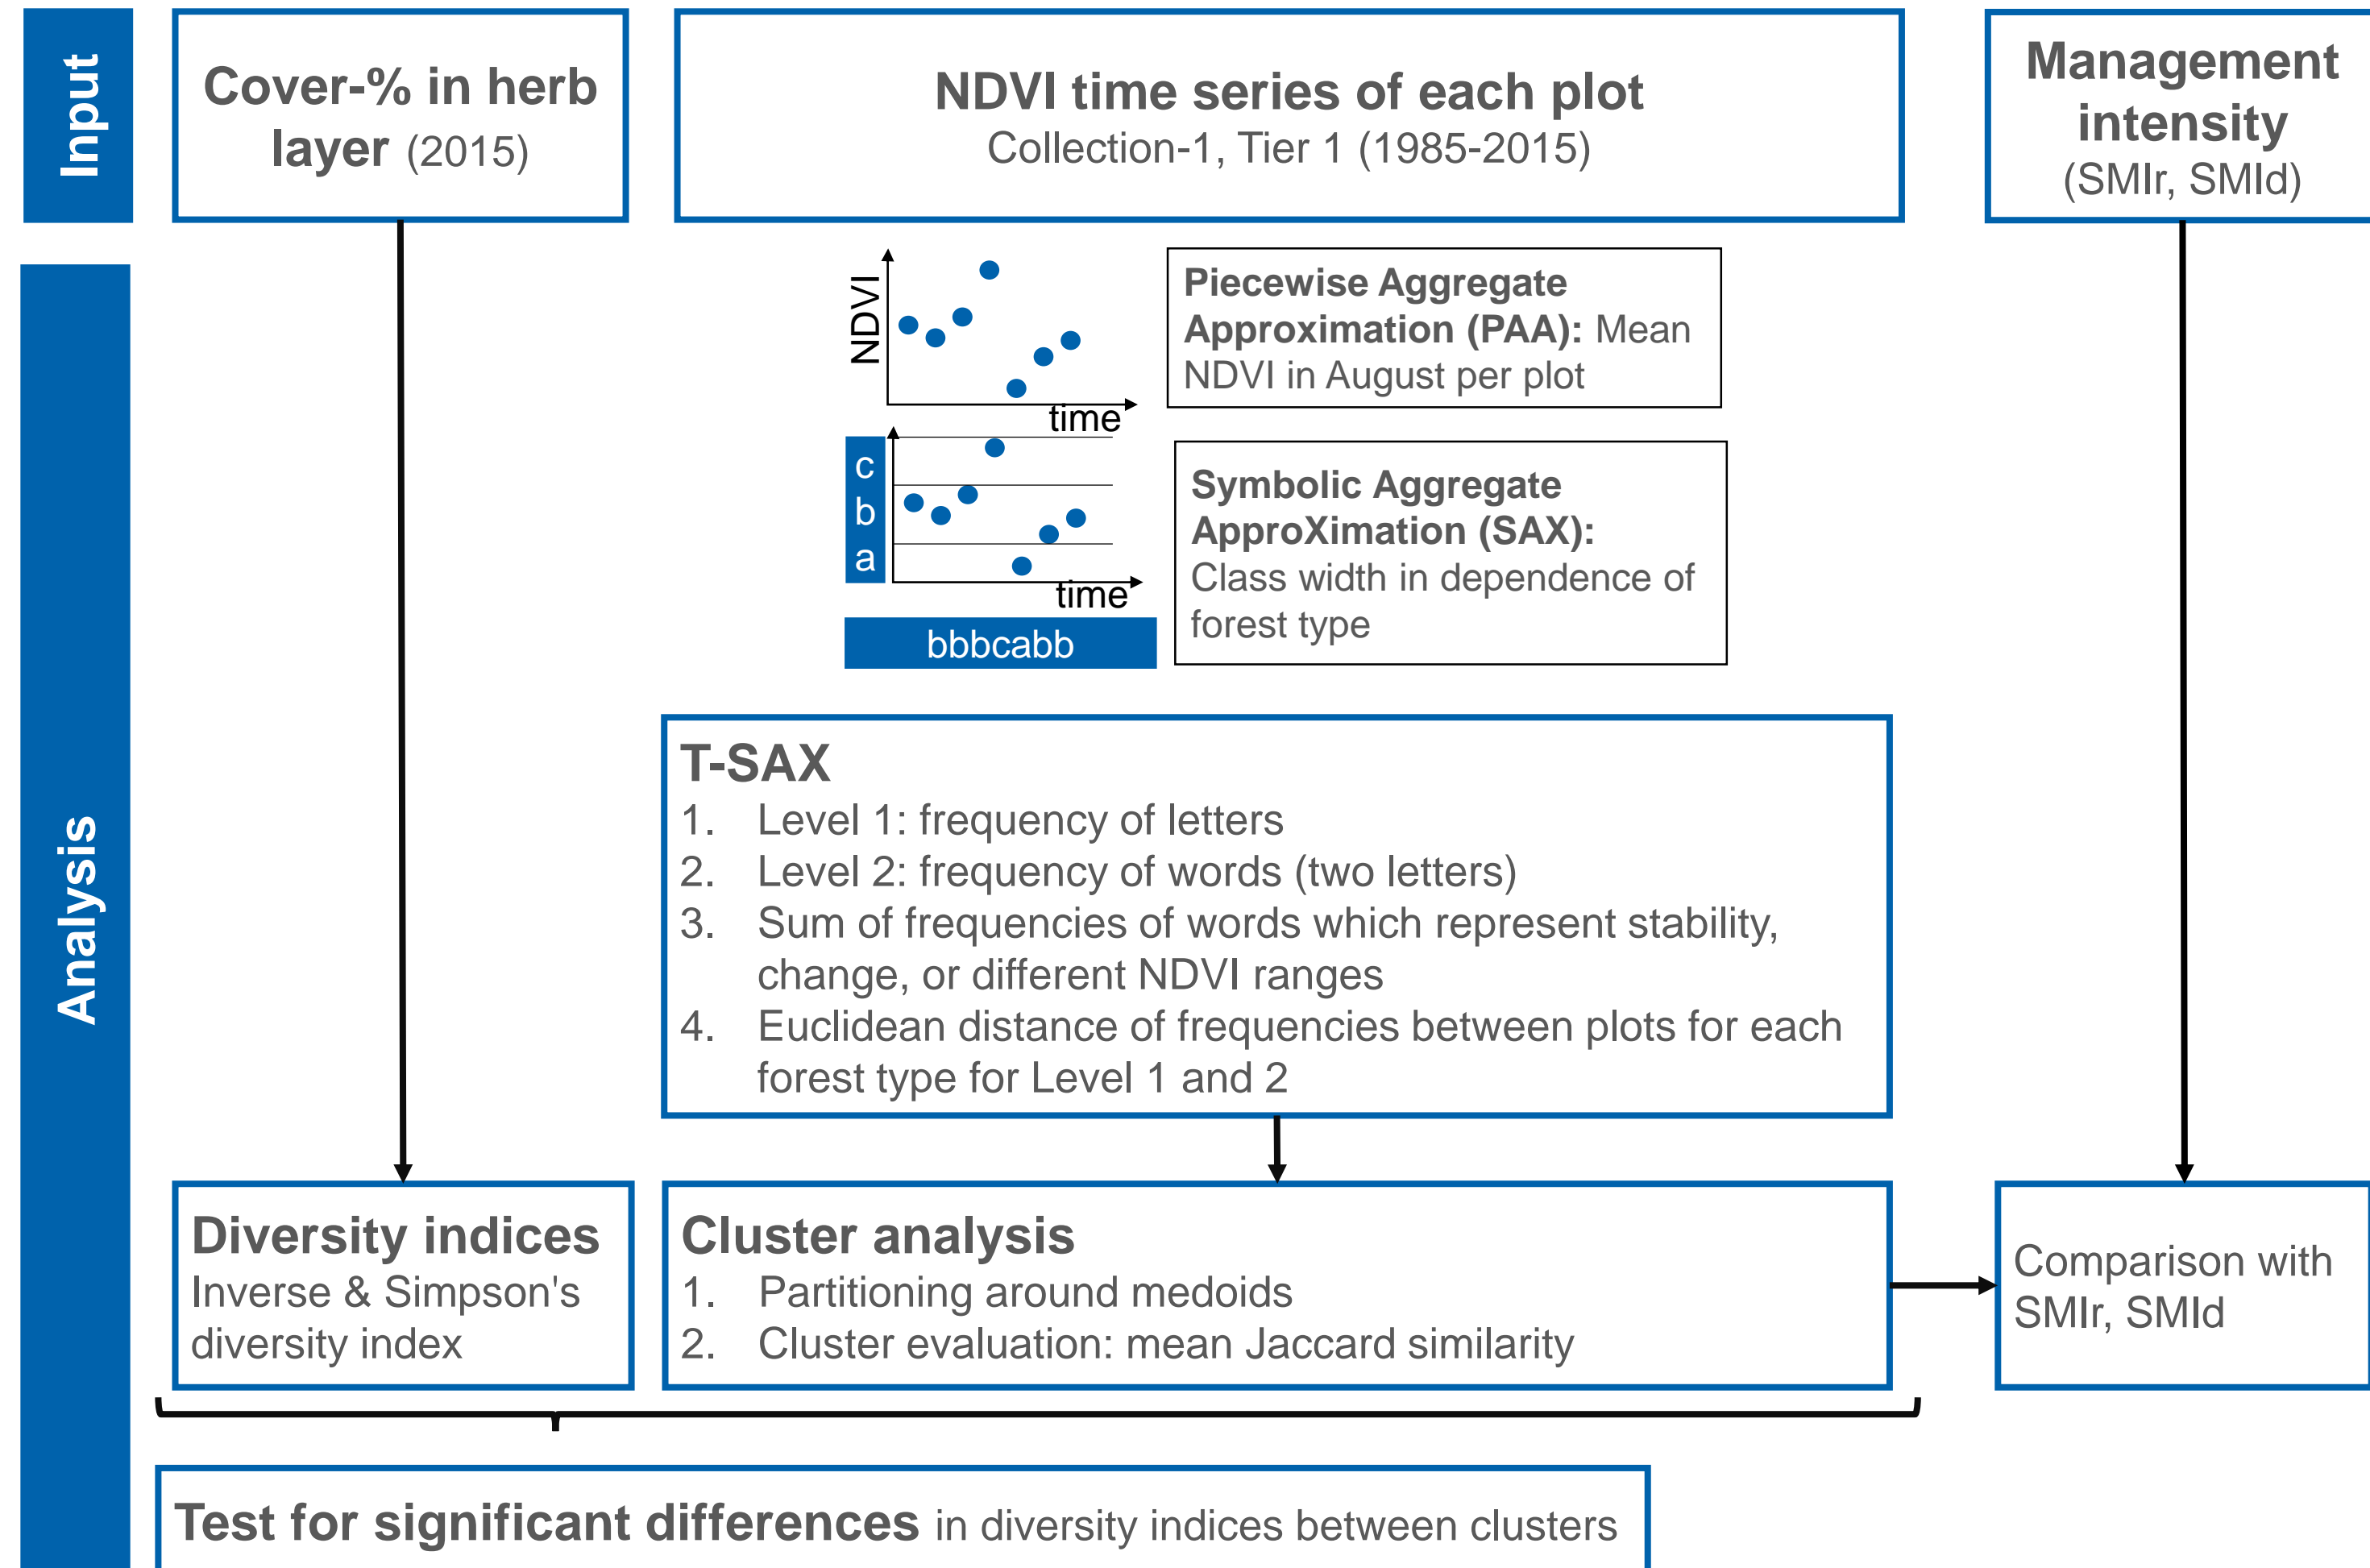 Input
Cover-% in herb
layer (2015)
NDVI time series of each plot
Collection-1, Tier 1 (1985-2015)
Management
intensity
(SMIr, SMId)
Analysis
NDVI
time
Piecewise Aggregate
Approximation (PAA): Mean
NDVI in August per plot
c
b
a
time
bbbcabb
Symbolic Aggregate
ApproXimation (SAX):
Class width in dependence of
forest type
T-SAX
1. Level 1: frequency of letters
2. Level 2: frequency of words (two letters)
3. Sum of frequencies of words which represent stability,
change, or different NDVI ranges
4. Euclidean distance of frequencies between plots for each
forest type for Level 1 and 2
Diversity indices
Inverse & Simpson's
diversity index
Cluster analysis
1. Partitioning around medoids
2. Cluster evaluation: mean Jaccard similarity
Comparison with
SMIr, SMId
Test for significant differences in diversity indices between clusters